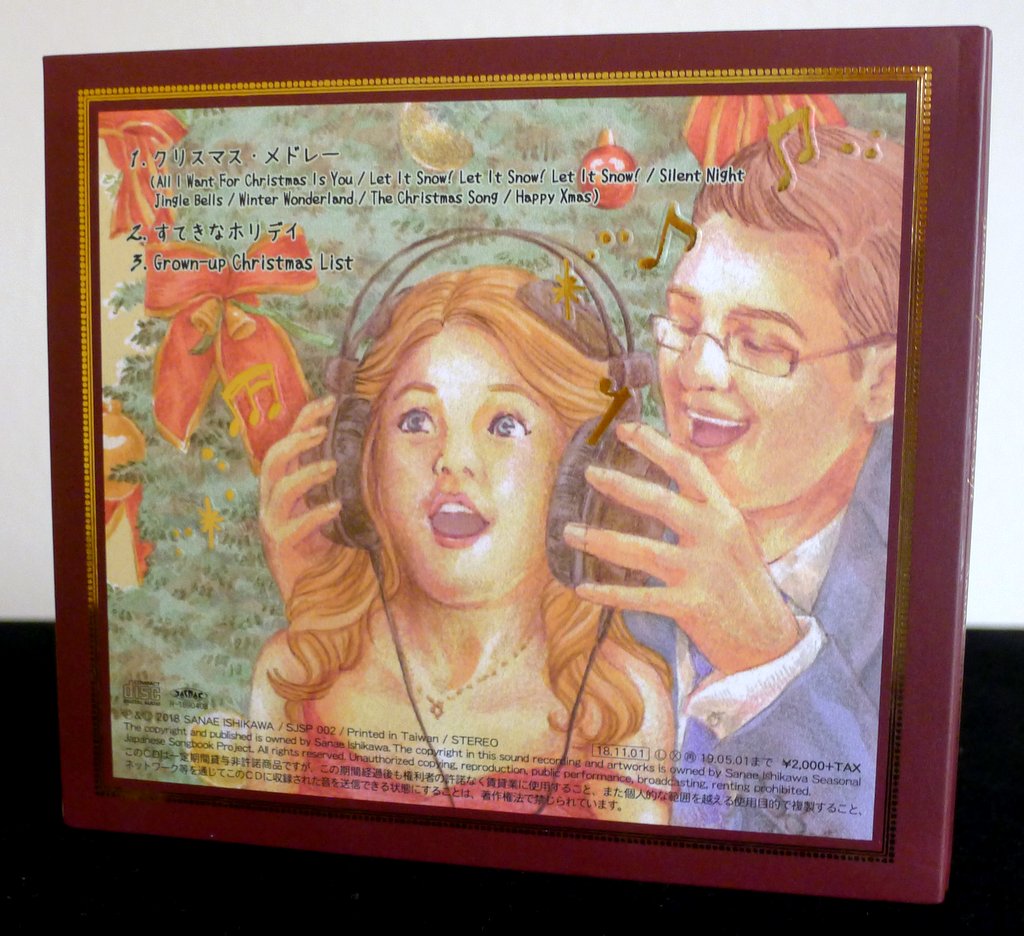 1. クリスマス・メドレー
(All I Want For Christmas Is You / Let It Snow! Let It Snow! Let It Snow! / Silent Night
Jingle Bells / Winter Wonderland / The Christmas Song / Happy Xmas)
2. すてきなホリデイ
3. Grown-up Christmas List
COMPACT
disc
DIGITAL AUDIO
JASRAC
℗ & © 2018 SANAE ISHIKAWA / SJSP 002 / Printed in Taiwan / STEREO
18.11.01 19.05.01まで ¥2,000+TAX
The copyright and published is owned by Sanae Ishikawa. The copyright in this sound recording and artworks is owned by Sanae Ishikawa Seasonal
Japanese Songbook Project. All rights reserved. Unauthorized copying, reproduction, public performance, broadcasting, renting prohibited.
このCDは一定期間貸与非許諾商品ですが、この期間経過後も権利者の許諾なく賃貸業に使用すること、また個人的な範囲を越える使用目的で複製すること、
ネットワーク等を通じてこのCDに収録された音を送信できる状態にすることは、著作権法で禁じられています。